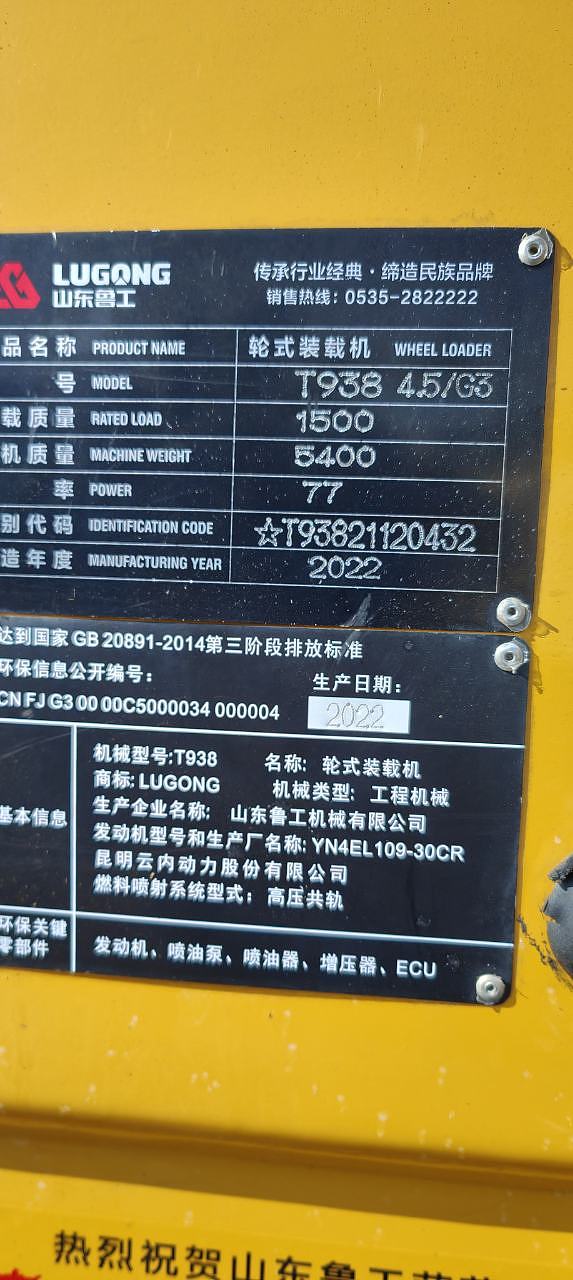 LUGONG
山东鲁工
传承行业经典·缔造民族品牌
销售热线：0535-2822222
品名称 PRODUCT NAME 轮式装载机 WHEEL LOADER
号 MODEL T938 4.5/G3
载质量 RATED LOAD 1500
机质量 MACHINE WEIGHT 5400
率 POWER 77
别代码 IDENTIFICATION CODE ☆T93821120432
造年度 MANUFACTURING YEAR 2022
达到国家GB 20891-2014第三阶段排放标准
环保信息公开编号：
生产日期：
CN FJ G3 00 00C5000034 000004 2022
基本信息
机械型号:T938 名称：轮式装载机
商标：LUGONG 机械类型：工程机械
生产企业名称：山东鲁工机械有限公司
发动机型号和生产厂名称：YN4EL109-30CR
昆明云内动力股份有限公司
燃料喷射系统型式：高压共轨
环保关键
零部件
发动机、喷油泵、喷油器、增压器、ECU
热烈祝贺山东鲁工